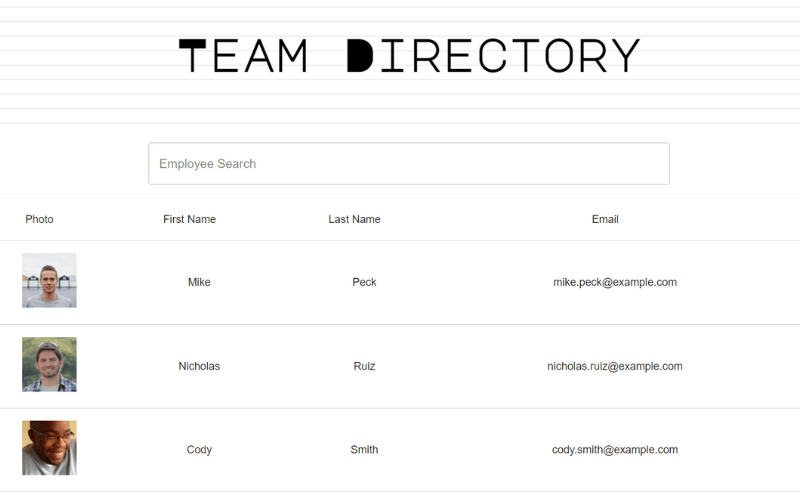 TEAM DIRECTORY
Employee Search
Photo First Name Last Name Email
Mike Peck mike.peck@example.com
Nicholas Ruiz nicholas.ruiz@example.com
Cody Smith cody.smith@example.com